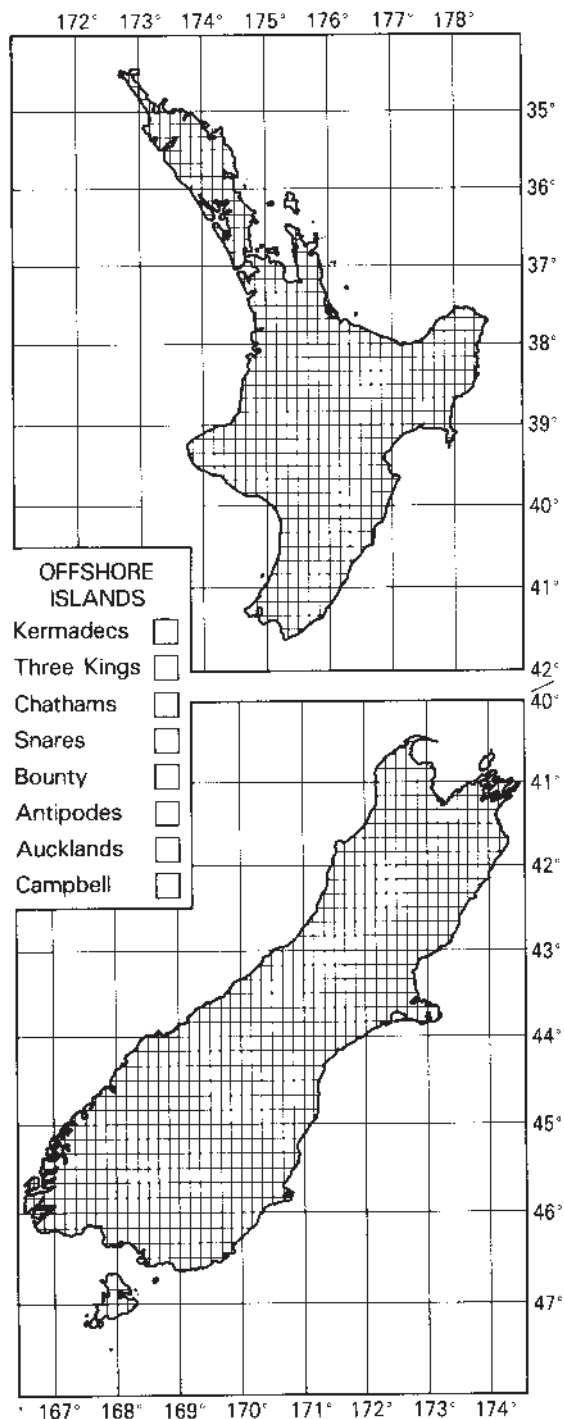 172° 173° 174° 175° 176° 177° 178°
35°
36°
37°
38°
39°
40°
41°
42°
OFFSHORE
ISLANDS
Kermadecs
Three Kings
Chathams
Snares
Bounty
Antipodes
Aucklands
Campbell
40°
41°
42°
43°
44°
45°
46°
47°
167° 168° 169° 170° 171° 172° 173° 174°